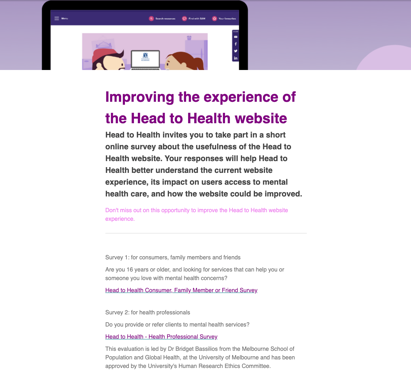 Menu
Improving the experience of
the Head to Health website
Head to Health invites you to take part in a short
online survey about the usefulness of the Head to
Health website. Your responses will help Head to
Health better understand the current website
experience, its impact on users access to mental
health care, and how the website could be improved.
Don't miss out on this opportunity to improve the Head to Health website
experience.
Survey 1: for consumers, family members and friends
Are you 16 years or older, and looking for services that can help you or
someone you love with mental health concerns?
Head to Health Consumer, Family Member or Friend Survey
Survey 2: for health professionals
Do you provide or refer clients to mental health services?
Head to Health - Health Professional Survey
This evaluation is led by Dr Bridget Bassilios from the Melbourne School of
Population and Global Health, at the University of Melbourne and has been
approved by the University's Human Research Ethics Committee.